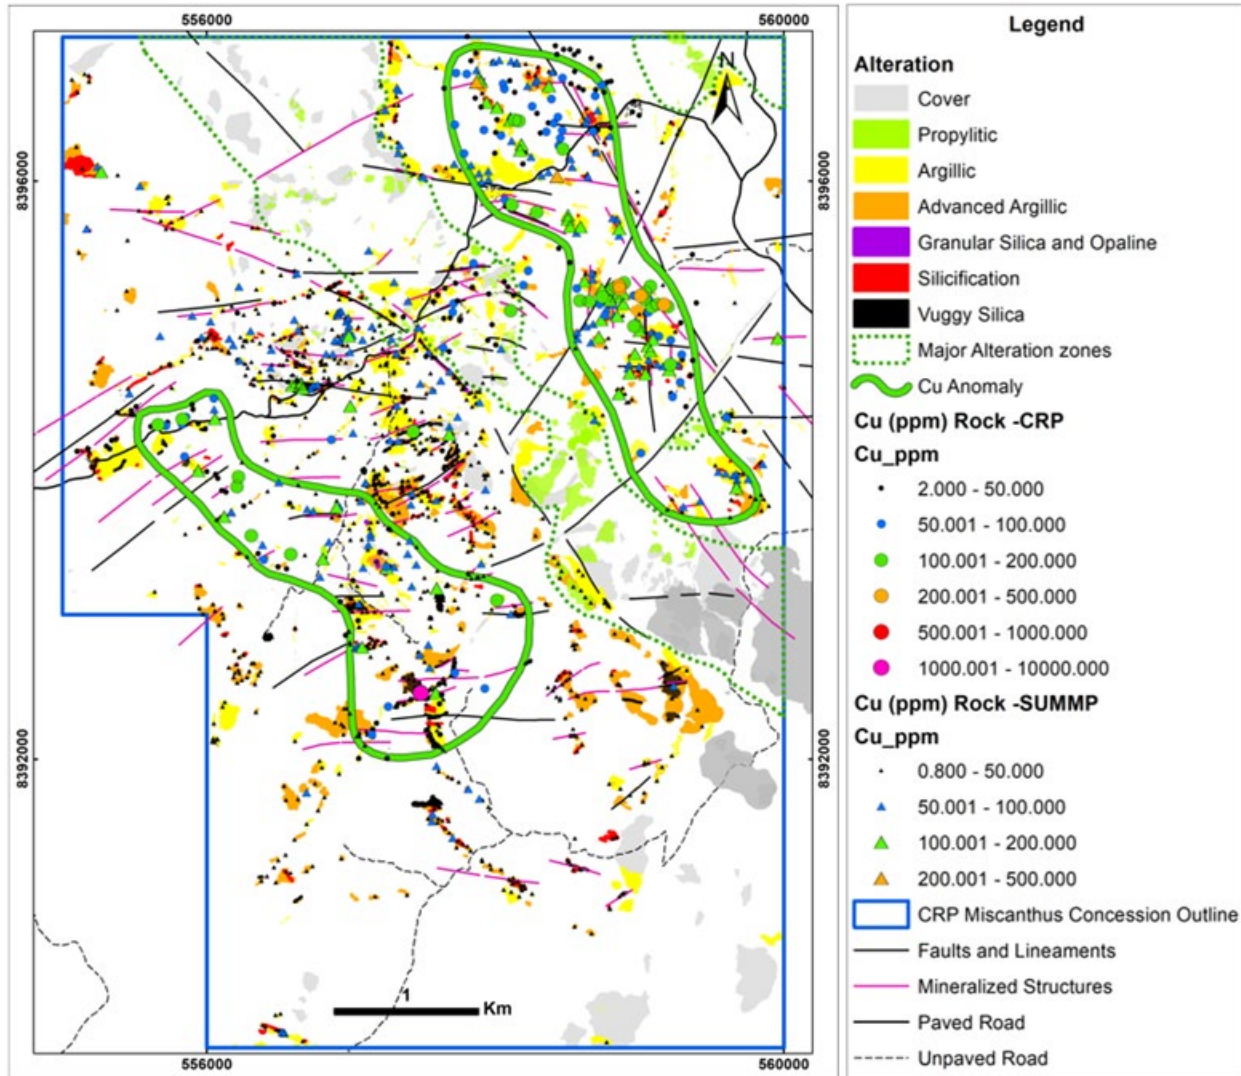 556000
560000
N
8396000
8396000
8392000
8392000
1
Km
556000
560000
Legend
Alteration
Cover
Propylitic
Argillic
Advanced Argillic
Granular Silica and Opaline
Silicification
Vuggy Silica
Major Alteration zones
Cu Anomaly
Cu (ppm) Rock -CRP
Cu_ppm
2.000 - 50.000
50.001 - 100.000
100.001 - 200.000
200.001 - 500.000
500.001 - 1000.000
1000.001 - 10000.000
Cu (ppm) Rock -SUMMP
Cu_ppm
0.800 - 50.000
50.001 - 100.000
100.001 - 200.000
200.001 - 500.000
CRP Miscanthus Concession Outline
Faults and Lineaments
Mineralized Structures
Paved Road
Unpaved Road